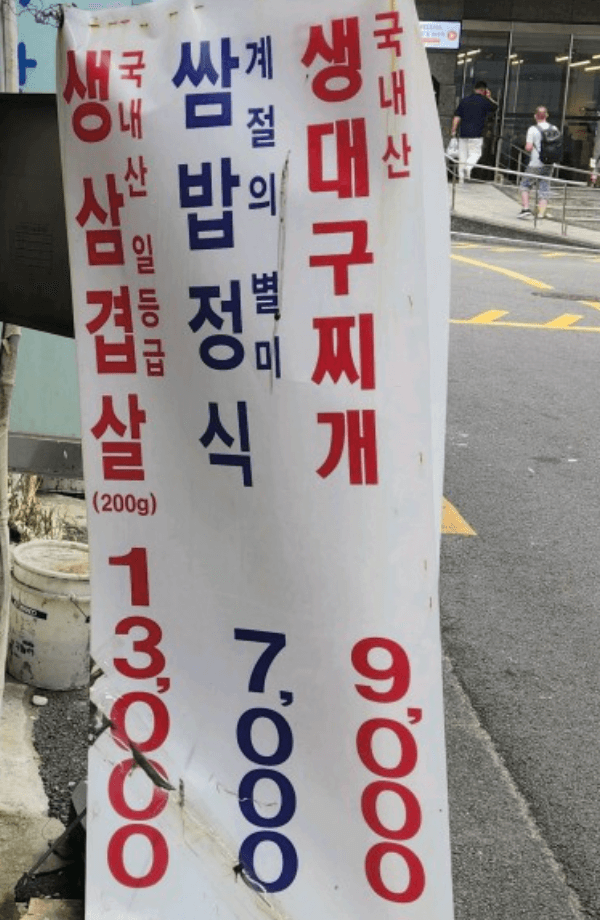 국내산
생대구찌개
9,000
계절의 별미
쌈밥정식
7,000
국내산 일등급
생삼겹살
(200g)
13,000